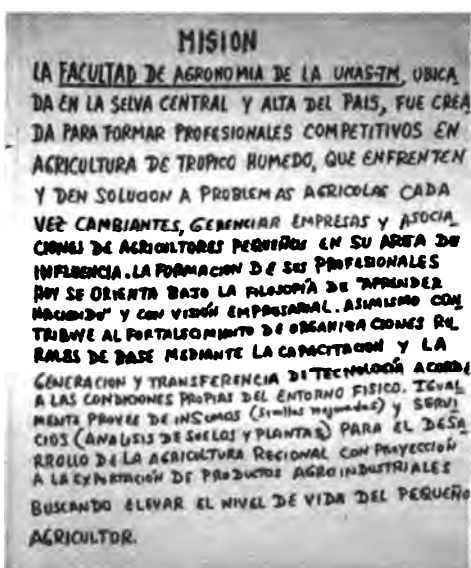 MISION
LA FACULTAD DE AGRONOMIA DE LA UNAS-TM, UBICA
DA EN LA SELVA CENTRAL Y ALTA DEL PAIS, FUE CREA
DA PARA FORMAR PROFESIONALES COMPETITIVOS EN
AGRICULTURA DE TROPICO HUMEDO, QUE ENFRENTEN
Y DEN SOLUCION A PROBLEMAS AGRICOLAS CADA
VEZ CAMBIANTES, GERENCIAR EMPRESAS Y ASOCIA
CIONES DE AGRICULTORES PEQUEÑOS EN SU AREA DE
INFLUENCIA. LA FORMACION DE SUS PROFESIONALES
HOY SE ORIENTA BAJO LA FILOSOFÍA DE "APRENDER
HACIENDO" Y CON VISIÓN EMPRESARIAL. ASIMISMO CON
TRIBUYE AL FORTALECIMIENTO DE ORGANIZACIONES RU
RALES DE BASE MEDIANTE LA CAPACITACION Y LA
GENERACION Y TRANSFERENCIA DE TECNOLOGÍA ACORDE
A LAS CONDICIONES PROPIAS DEL ENTORNO FISICO. IGUAL
MENTE PROVEE DE INSUMOS (Semillas mejoradas) Y SERVI
CIOS (ANALISIS DE SUELOS Y PLANTAS) PARA EL DESA
RROLLO DE LA AGRICULTURA REGIONAL CON PROYECCIÓN
A LA EXPORTACIÓN DE PRODUCTOS AGROINDUSTRIALES
BUSCANDO ELEVAR EL NIVEL DE VIDA DEL PEQUEÑO
AGRICULTOR.